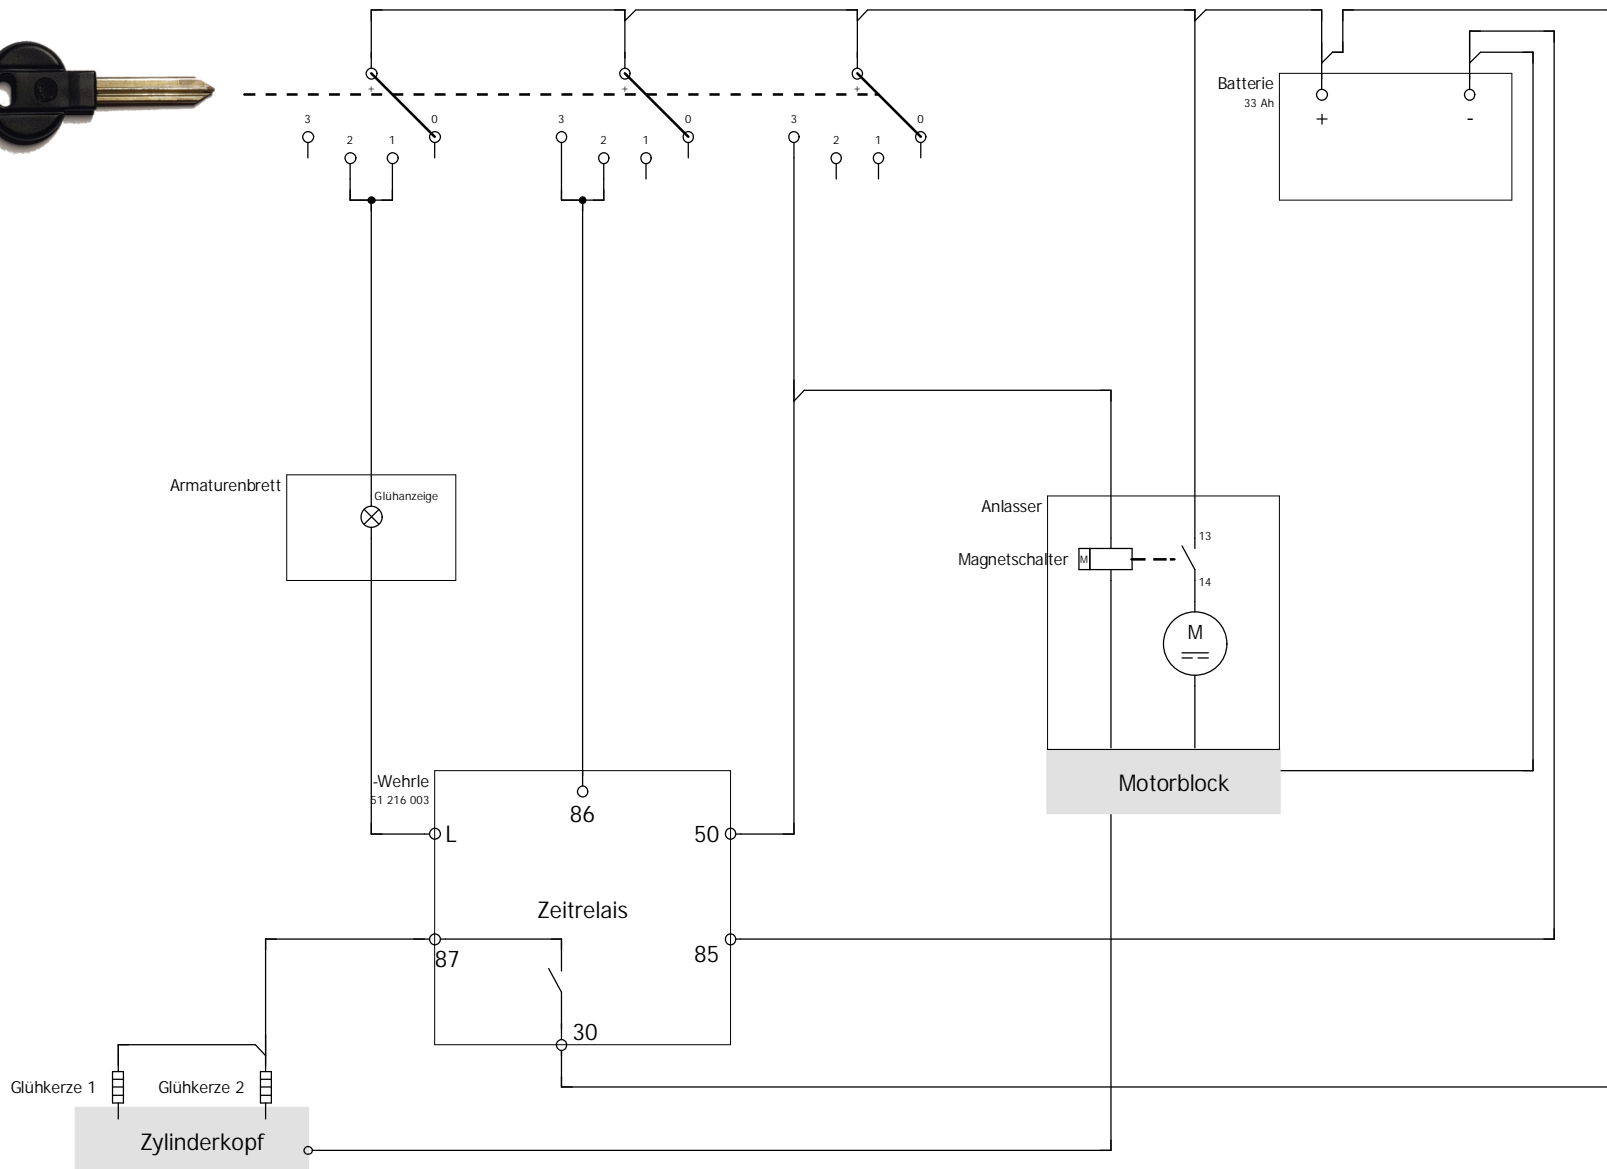 Batterie
33 Ah
+ -
+ + +
3 0 3 0 3 0
2 1 2 1 2 1
Armaturenbrett
Glühanzeige
Anlasser
13
Magnetschalter M
14
M
-Wehrle
51 216 003
86
L 50
Motorblock
Zeitrelais
87 85
30
Glühkerze 1 Glühkerze 2
Zylinderkopf